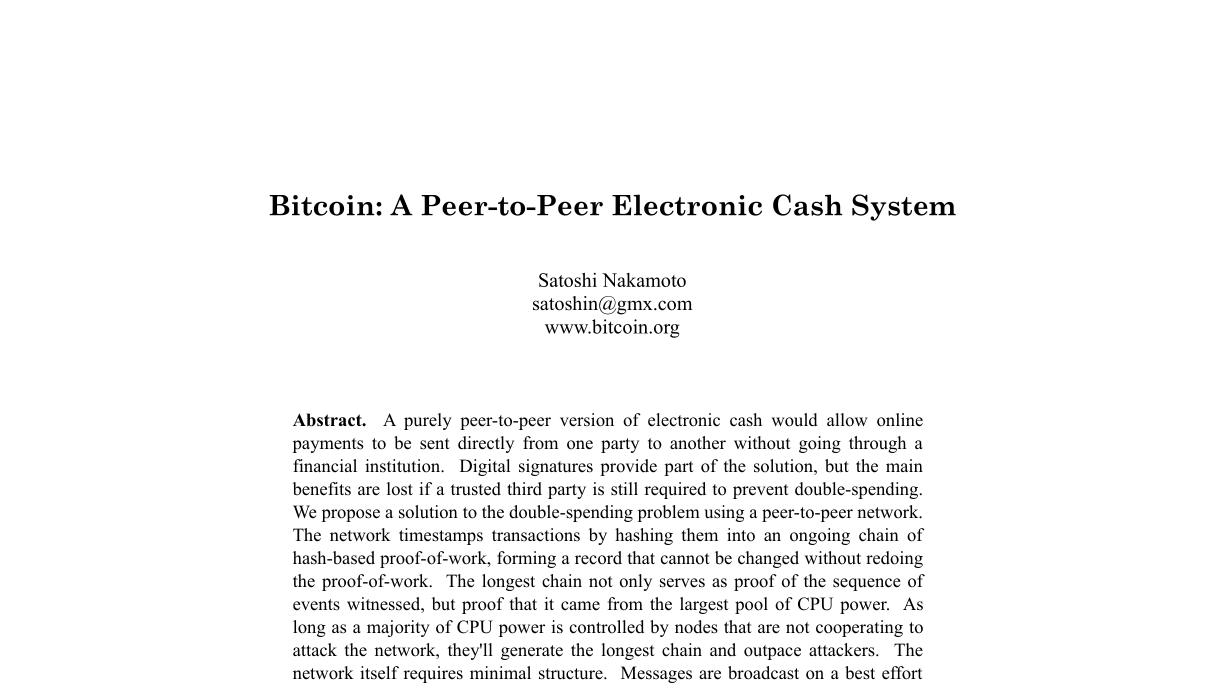 Bitcoin: A Peer-to-Peer Electronic Cash System
Satoshi Nakamoto
satoshin@gmx.com
www.bitcoin.org
Abstract. A purely peer-to-peer version of electronic cash would allow online
payments to be sent directly from one party to another without going through a
financial institution. Digital signatures provide part of the solution, but the main
benefits are lost if a trusted third party is still required to prevent double-spending.
We propose a solution to the double-spending problem using a peer-to-peer network.
The network timestamps transactions by hashing them into an ongoing chain of
hash-based proof-of-work, forming a record that cannot be changed without redoing
the proof-of-work. The longest chain not only serves as proof of the sequence of
events witnessed, but proof that it came from the largest pool of CPU power. As
long as a majority of CPU power is controlled by nodes that are not cooperating to
attack the network, they'll generate the longest chain and outpace attackers. The
network itself requires minimal structure. Messages are broadcast on a best effort